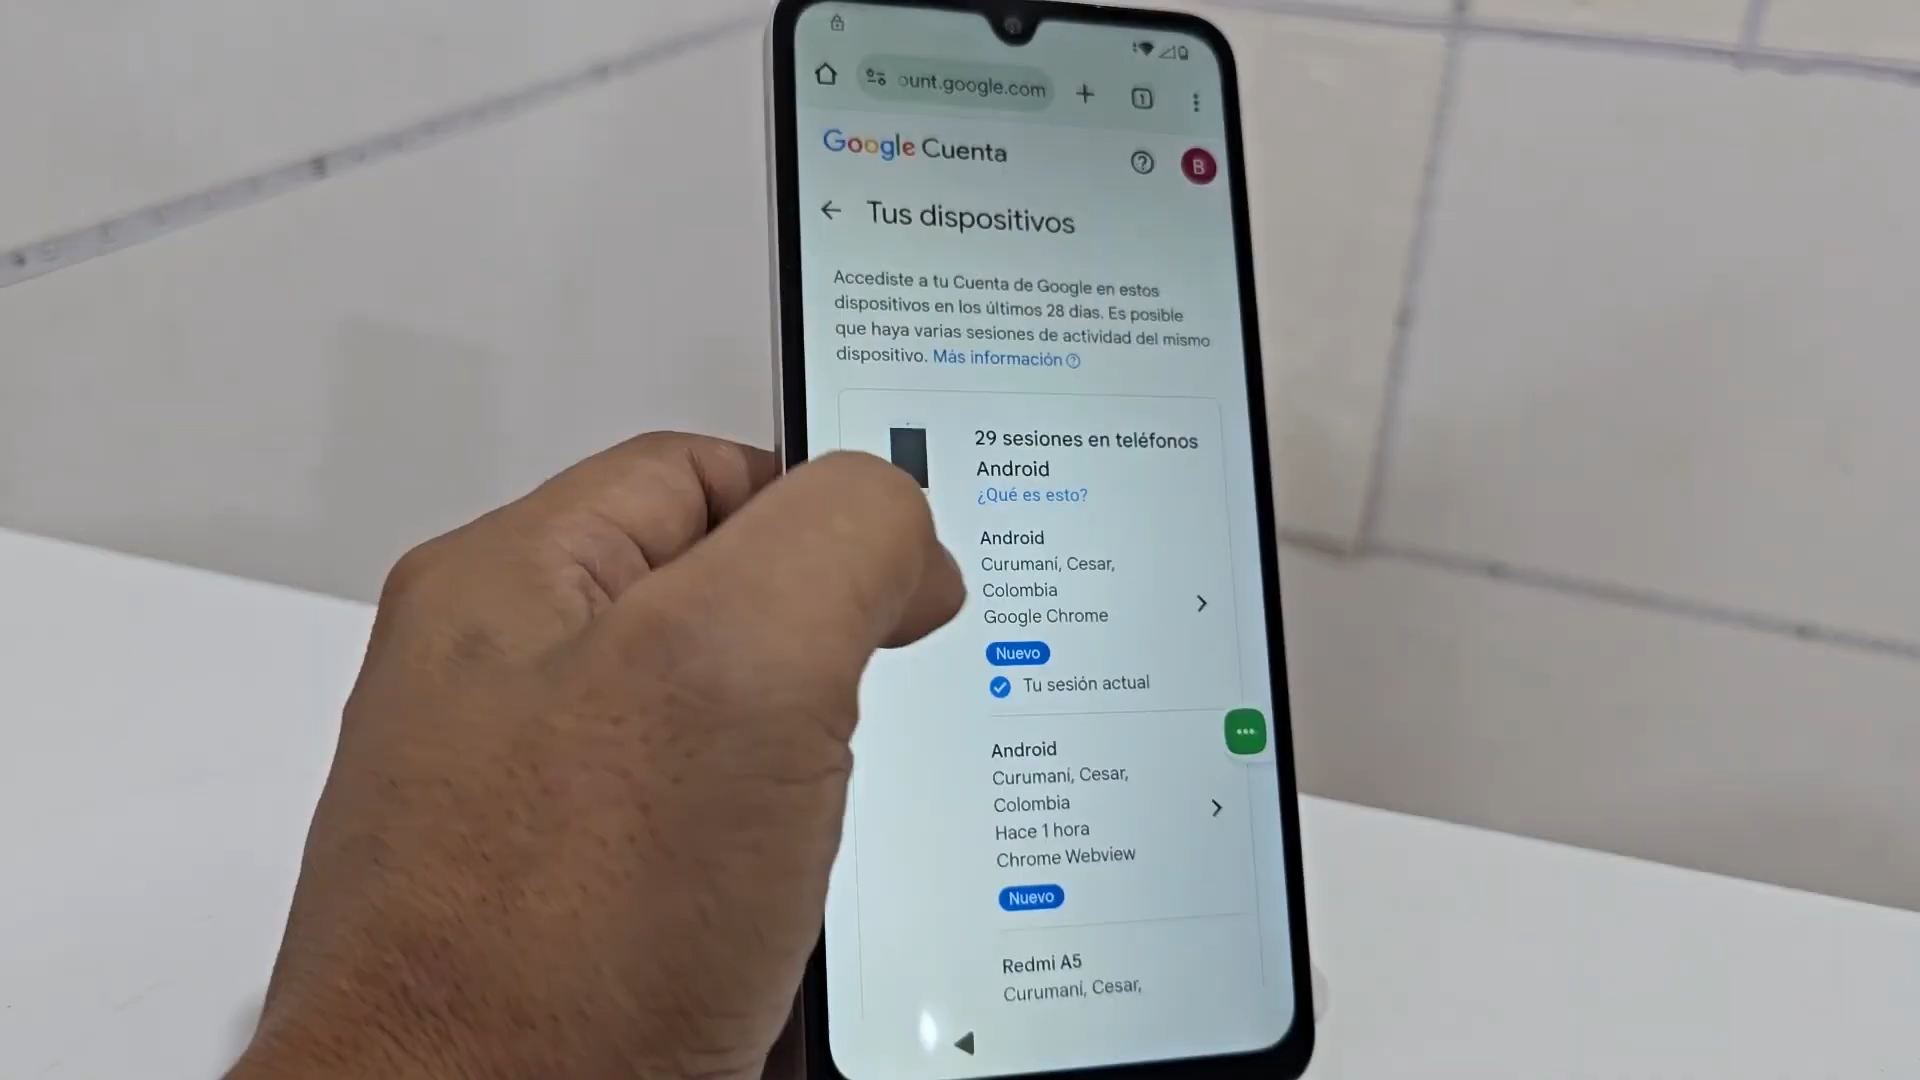 ount.google.com
1
Google Cuenta
B
Tus dispositivos
Accediste a tu Cuenta de Google en estos
dispositivos en los últimos 28 días. Es posible
que haya varias sesiones de actividad del mismo
dispositivo. Más información
29 sesiones en teléfonos
Android
¿Qué es esto?
Android
Curumaní, Cesar,
Colombia
Google Chrome
Nuevo
Tu sesión actual
Android
Curumaní, Cesar,
Colombia
Hace 1 hora
Chrome Webview
Nuevo
Redmi A5
Curumaní, Cesar,